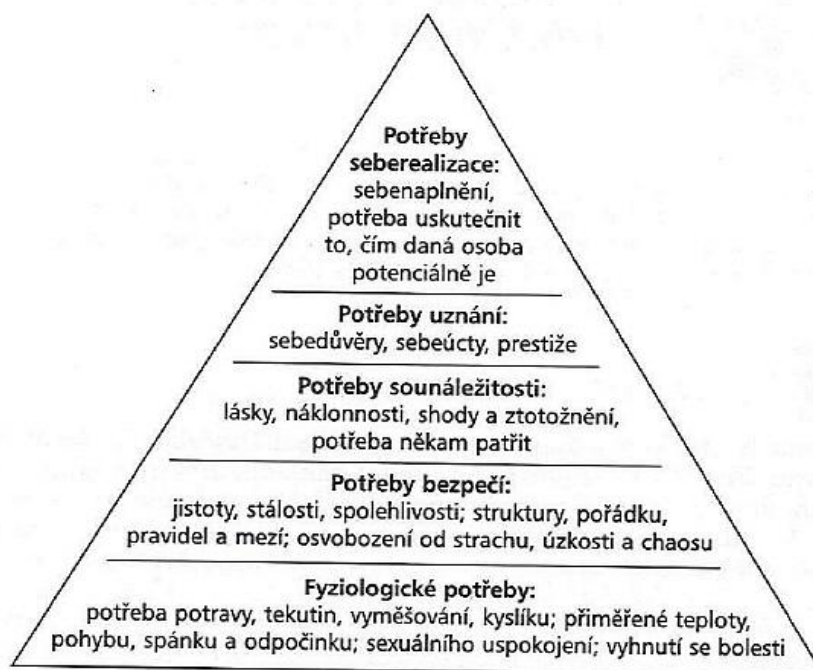 Potřeby
seberealizace:
sebenaplnění,
potřeba uskutečnit
to, čím daná osoba
potenciálně je
Potřeby uznání:
sebedůvěry, sebeúcty, prestiže
Potřeby sounáležitosti:
lásky, náklonnosti, shody a ztotožnění,
potřeba někam patřit
Potřeby bezpečí:
jistoty, stálosti, spolehlivosti; struktury, pořádku,
pravidel a mezí; osvobození od strachu, úzkosti a chaosu
Fyziologické potřeby:
potřeba potravy, tekutin, vyměšování, kyslíku; přiměřené teploty,
pohybu, spánku a odpočinku; sexuálního uspokojení; vyhnutí se bolesti